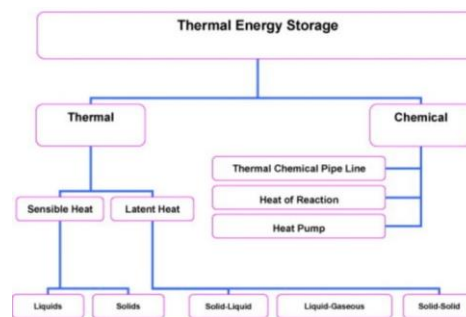 Thermal Energy Storage
Thermal
Chemical
Thermal Chemical Pipe Line
Heat of Reaction
Heat Pump
Sensible Heat
Latent Heat
Liquids
Solids
Solid-Liquid
Liquid-Gaseous
Solid-Solid